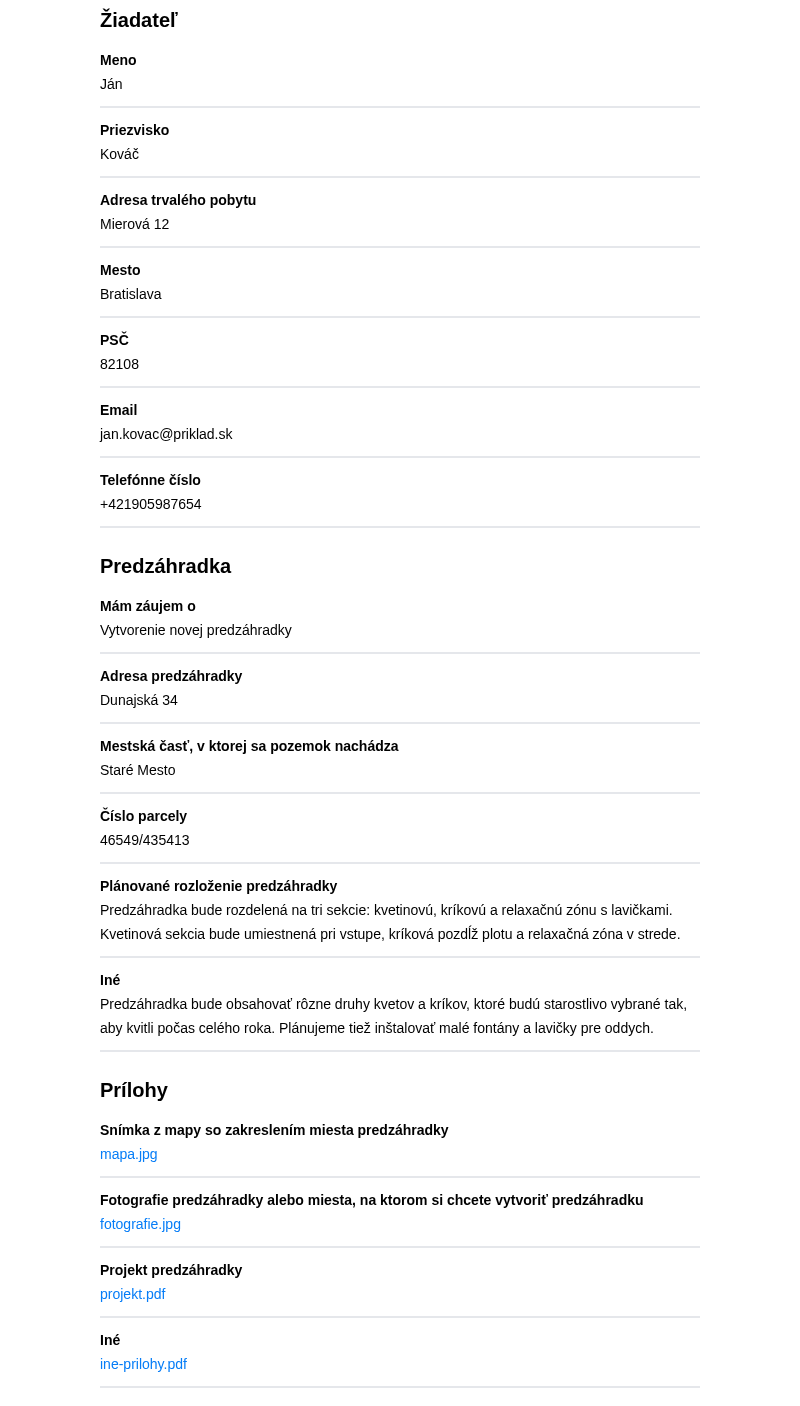 Žiadateľ
Meno
Ján
Priezvisko
Kováč
Adresa trvalého pobytu
Mierová 12
Mesto
Bratislava
PSČ
82108
Email
jan.kovac@priklad.sk
Telefónne číslo
+421905987654
Predzáhradka
Mám záujem o
Vytvorenie novej predzáhradky
Adresa predzáhradky
Dunajská 34
Mestská časť, v ktorej sa pozemok nachádza
Staré Mesto
Číslo parcely
46549/435413
Plánované rozloženie predzáhradky
Predzáhradka bude rozdelená na tri sekcie: kvetinovú, kríkovú a relaxačnú zónu s lavičkami.
Kvetinová sekcia bude umiestnená pri vstupe, kríková pozdĺž plotu a relaxačná zóna v strede.
Iné
Predzáhradka bude obsahovať rôzne druhy kvetov a kríkov, ktoré budú starostlivo vybrané tak,
aby kvitli počas celého roka. Plánujeme tiež inštalovať malé fontány a lavičky pre oddych.
Prílohy
Snímka z mapy so zakreslením miesta predzáhradky
mapa.jpg
Fotografie predzáhradky alebo miesta, na ktorom si chcete vytvoriť predzáhradku
fotografie.jpg
Projekt predzáhradky
projekt.pdf
Iné
ine-prilohy.pdf